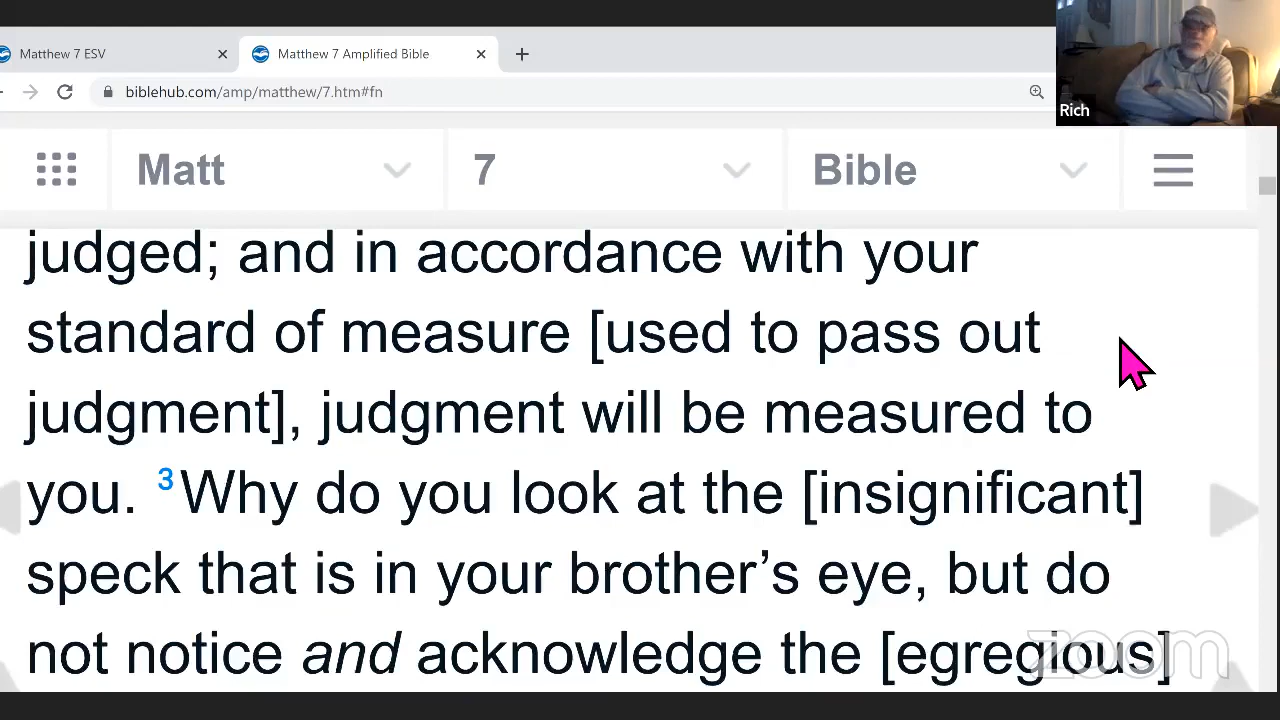 Matthew 7 ESV
Matthew 7 Amplified Bible
biblehub.com/amp/matthew/7.htm#fn
Rich
Matt 7 Bible
judged; and in accordance with your
standard of measure [used to pass out
judgment], judgment will be measured to
you. 3 Why do you look at the [insignificant]
speck that is in your brother’s eye, but do
not notice and acknowledge the [egregious]
zoom